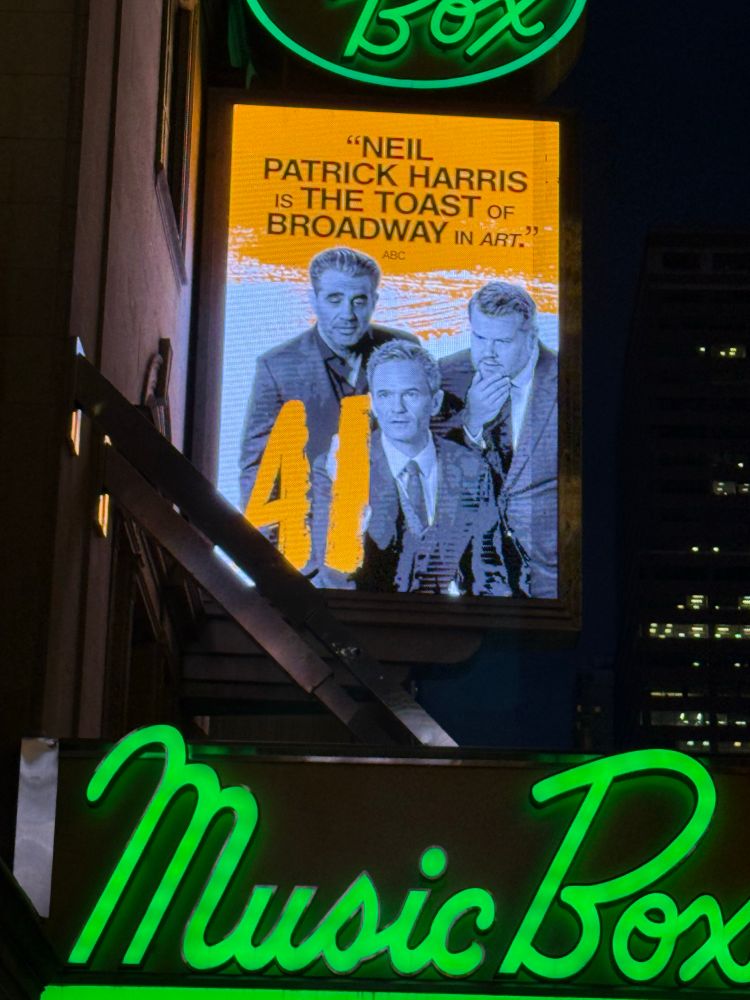 Box
“NEIL
PATRICK HARRIS
IS THE TOAST OF
BROADWAY IN ART.”
ABC
Music Box